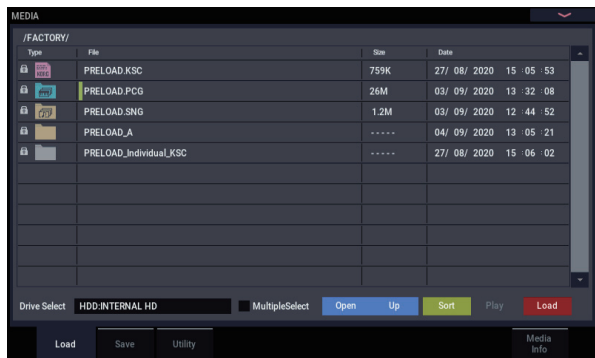 MEDIA
/FACTORY/
Type File Size Date
PRELOAD.KSC 759K 27/ 08/ 2020 15 :05 :53
PRELOAD.PCG 26M 03/ 09/ 2020 13 :32 :08
PRELOAD.SNG 1.2M 03/ 09/ 2020 12 :44 :52
PRELOAD_A ----- 04/ 09/ 2020 13 :05 :21
PRELOAD_Individual_KSC ----- 27/ 08/ 2020 15 :06 :02
Drive Select HDD:INTERNAL HD MultipleSelect Open Up Sort Play Load
Load Save Utility Media
Info